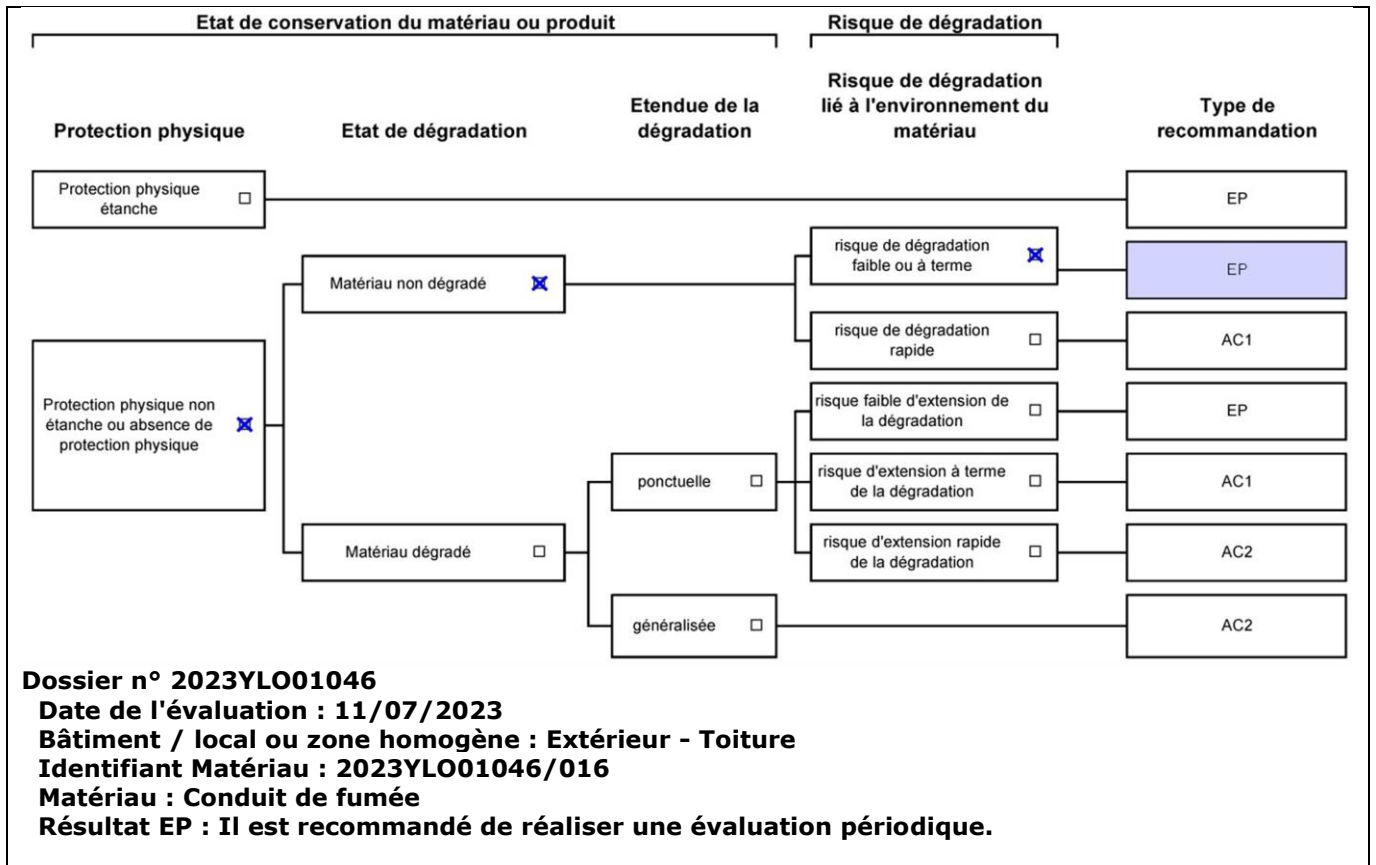 Etat de conservation du matériau ou produit
Risque de dégradation
Protection physique
Etat de dégradation
Etendue de la
dégradation
Risque de dégradation
lié à l'environnement du
matériau
Type de
recommandation
Protection physique
étanche
EP
risque de dégradation
faible ou à terme
EP
Matériau non dégradé
risque de dégradation
rapide
AC1
Protection physique non
étanche ou absence de
protection physique
risque faible d'extension de
la dégradation
EP
ponctuelle
risque d'extension à terme
de la dégradation
AC1
Matériau dégradé
risque d'extension rapide
de la dégradation
AC2
généralisée
AC2
Dossier n° 2023YLO01046
Date de l'évaluation : 11/07/2023
Bâtiment / local ou zone homogène : Extérieur - Toiture
Identifiant Matériau : 2023YLO01046/016
Matériau : Conduit de fumée
Résultat EP : Il est recommandé de réaliser une évaluation périodique.